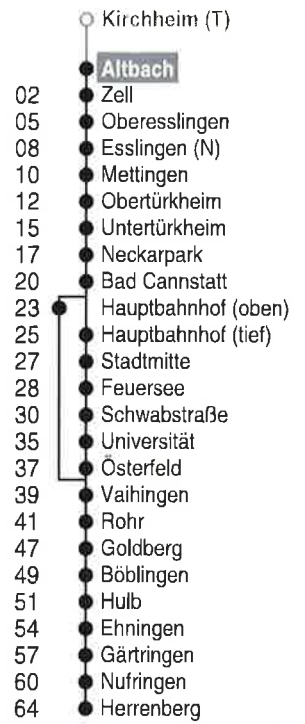 Kirchheim (T)
Altbach
02 Zell
05 Oberesslingen
08 Esslingen (N)
10 Mettingen
12 Obertürkheim
15 Untertürkheim
17 Neckarpark
20 Bad Cannstatt
23 Hauptbahnhof (oben)
25 Hauptbahnhof (tief)
27 Stadtmitte
28 Feuersee
30 Schwabstraße
35 Universität
37 Österfeld
39 Vaihingen
41 Rohr
47 Goldberg
49 Böblingen
51 Hulb
54 Ehningen
57 Gärtringen
60 Nufringen
64 Herrenberg